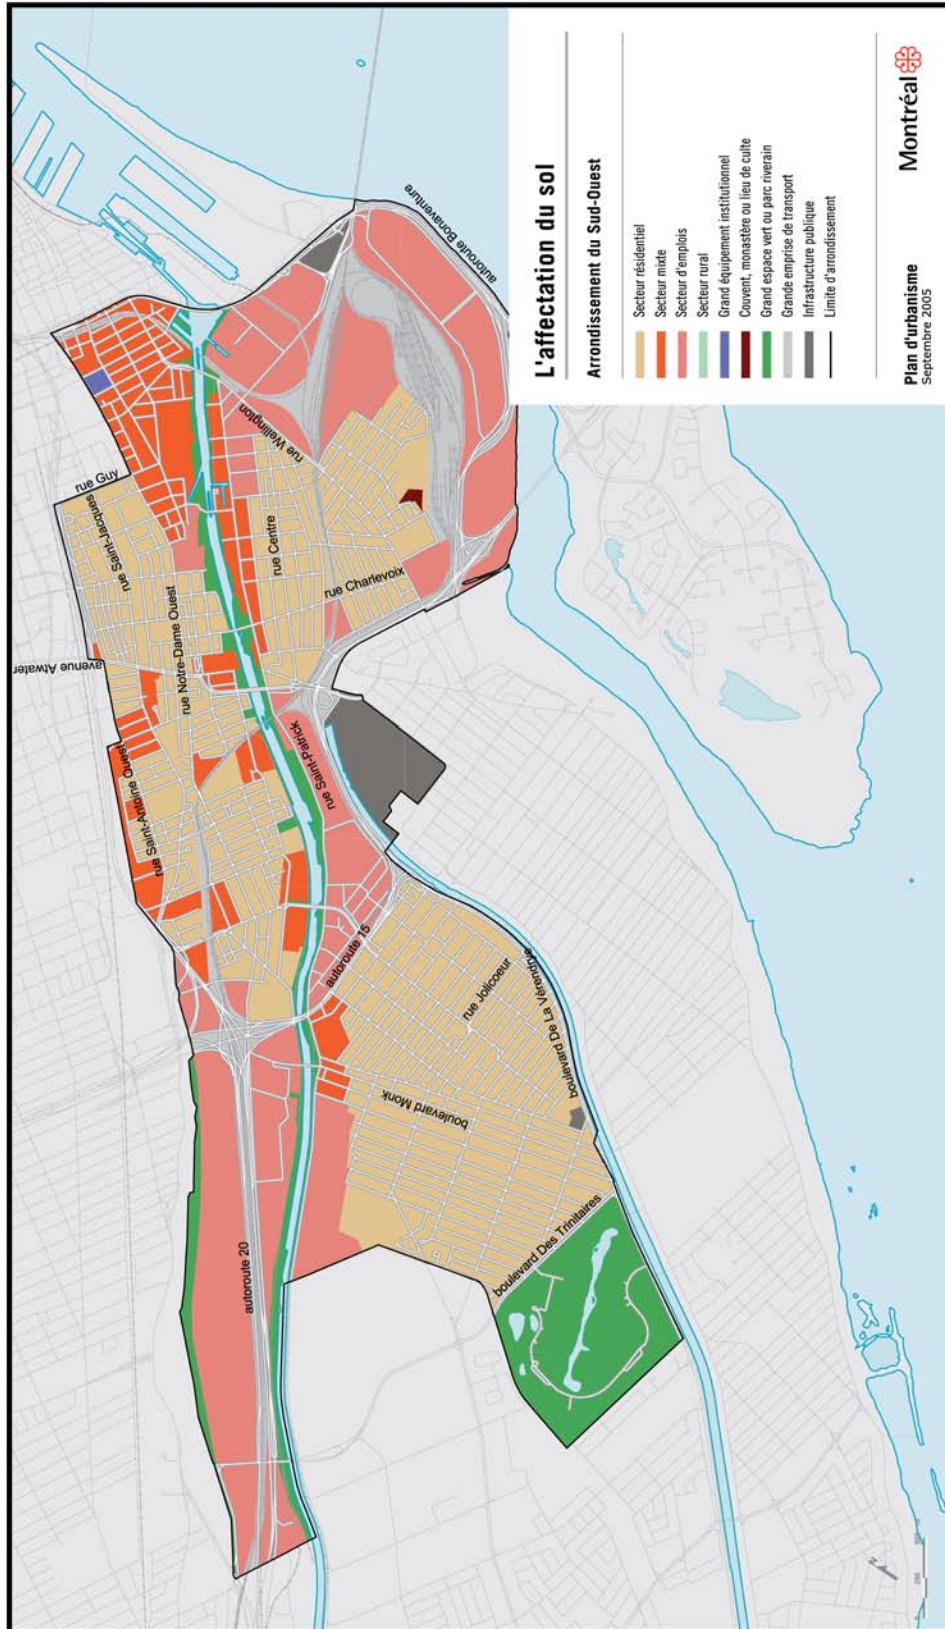 L'affectation du sol
Arrondissement du Sud-Ouest
Secteur résidentiel
Secteur mixte
Secteur d'emplois
Secteur rural
Grand équipement institutionnel
Couvent, monastère ou lieu de culte
Grand espace vert ou parc riverain
Grande emprise de transport
Infrastructure publique
Limite d'arrondissement
Plan d'urbanisme
Septembre 2005
Montréal
autoroute 20
boulevard Des Trinitaires
boulevard Monk
boulevard De La Vérendrye
rue Jolicoeur
autoroute 15
rue Saint-Antoine Ouest
rue Saint-Patrick
avenue Atwater
rue Notre-Dame Ouest
rue Saint-Jacques
rue Guy
rue Charlevoix
rue Centre
rue Wellington
autoroute Bonaventure
N